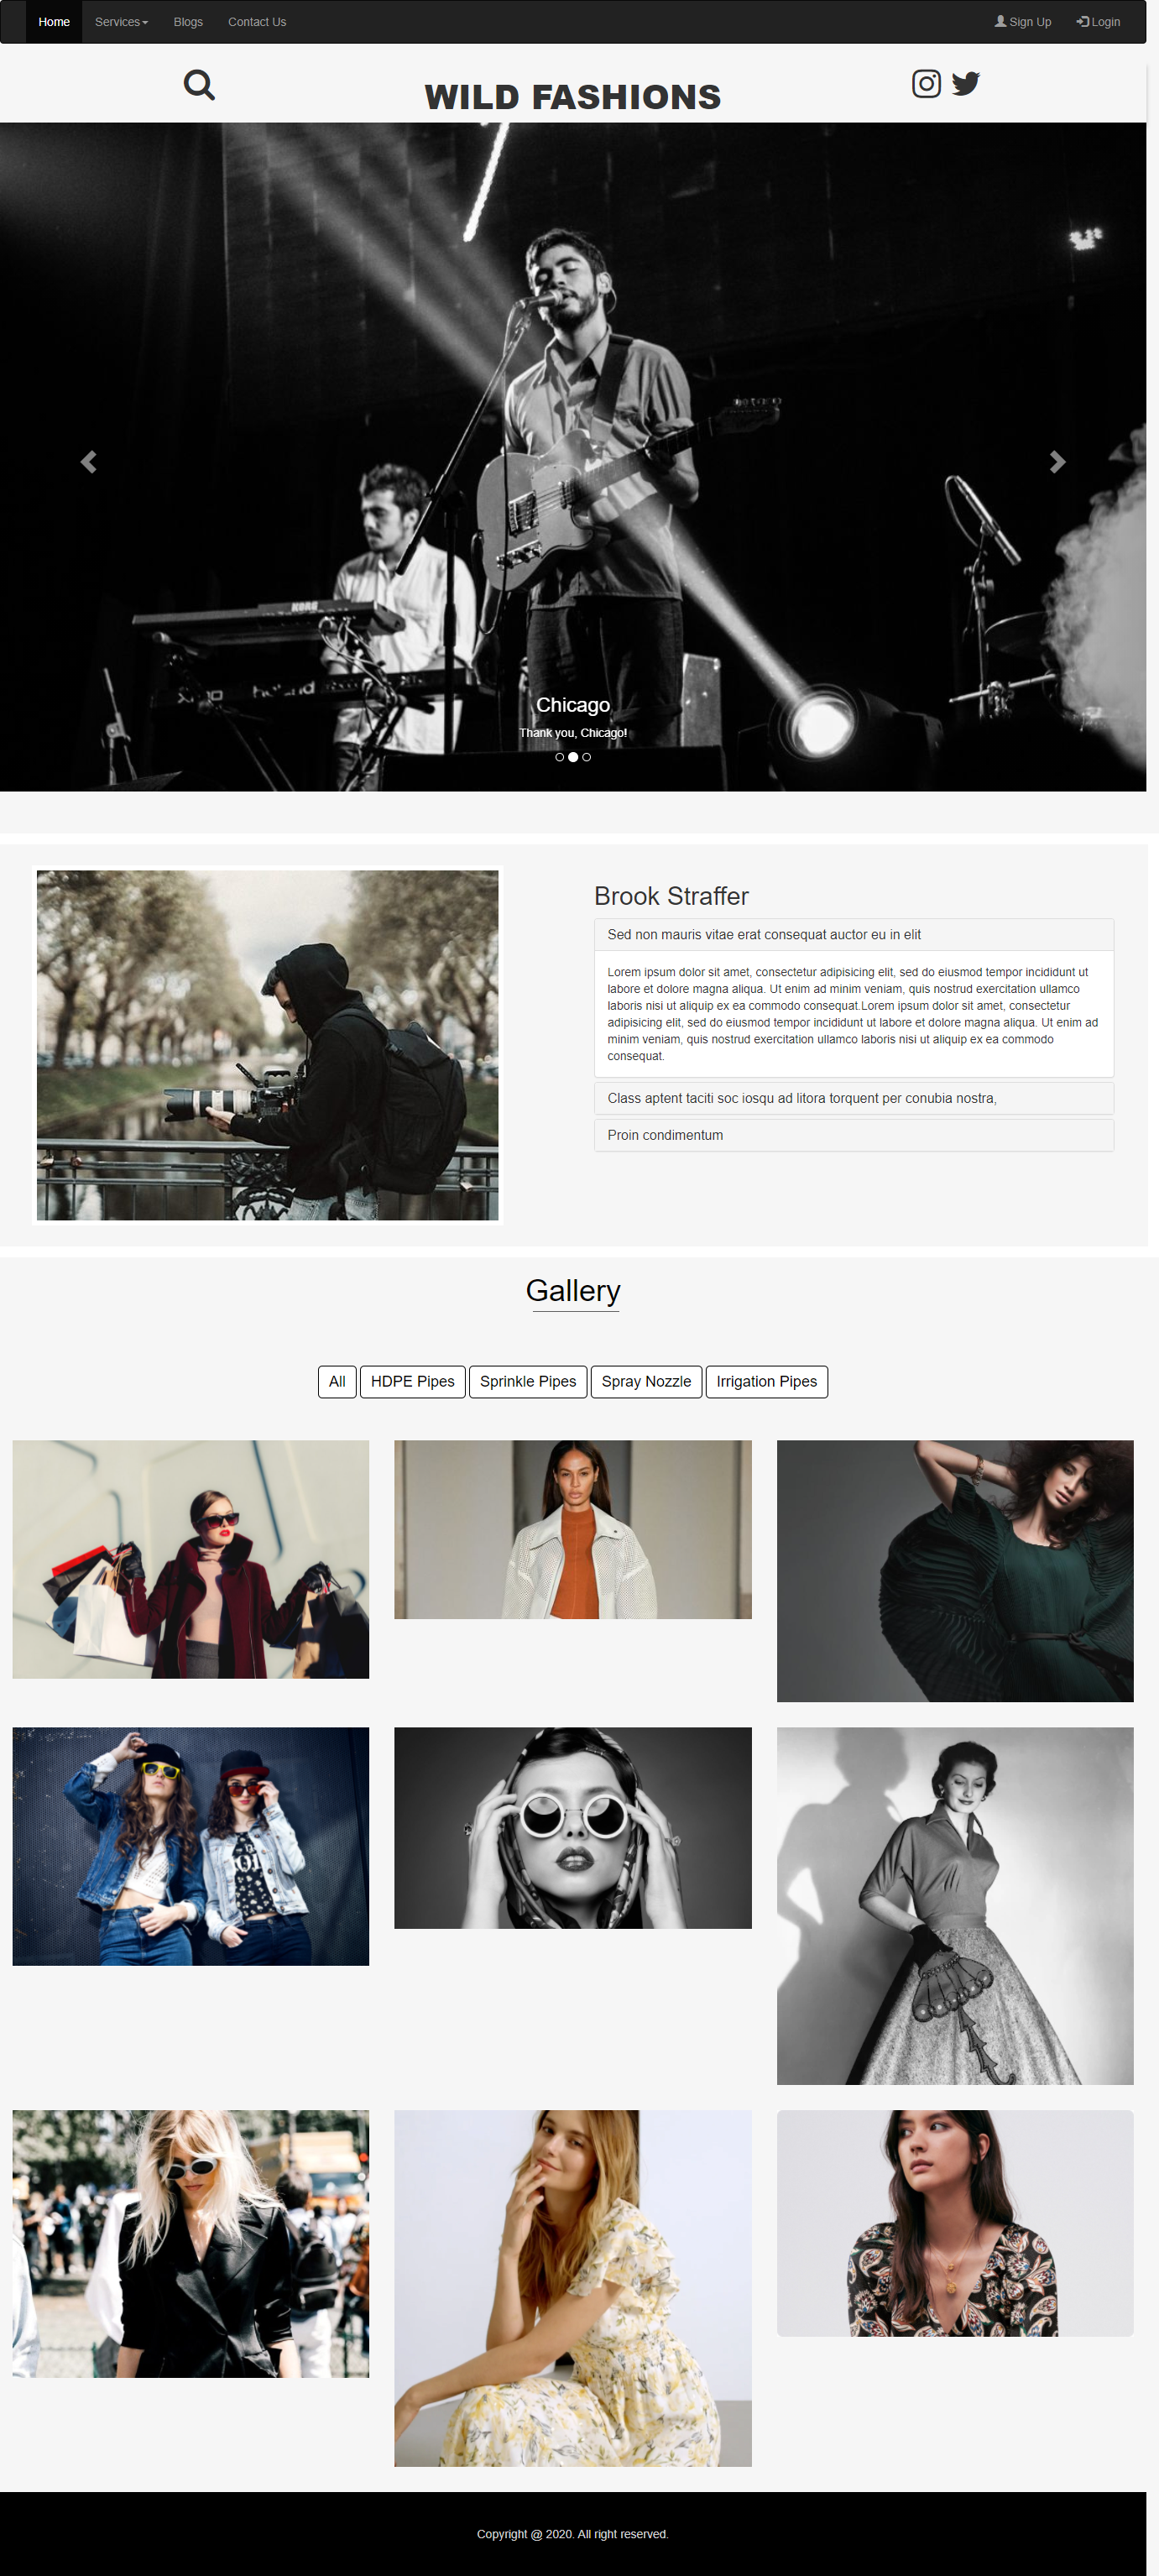 Home Services Blogs Contact Us Sign Up Login
WILD FASHIONS
KORG
Chicago
Thank you, Chicago!
Brook Straffer
Sed non mauris vitae erat consequat auctor eu in elit
Lorem ipsum dolor sit amet, consectetur adipisicing elit, sed do eiusmod tempor incididunt ut
labore et dolore magna aliqua. Ut enim ad minim veniam, quis nostrud exercitation ullamco
laboris nisi ut aliquip ex ea commodo consequat.Lorem ipsum dolor sit amet, consectetur
adipisicing elit, sed do eiusmod tempor incididunt ut labore et dolore magna aliqua. Ut enim ad
minim veniam, quis nostrud exercitation ullamco laboris nisi ut aliquip ex ea commodo
consequat.
Class aptent taciti soc iosqu ad litora torquent per conubia nostra,
Proin condimentum
Gallery
All HDPE Pipes Sprinkle Pipes Spray Nozzle Irrigation Pipes
Copyright @ 2020. All right reserved.